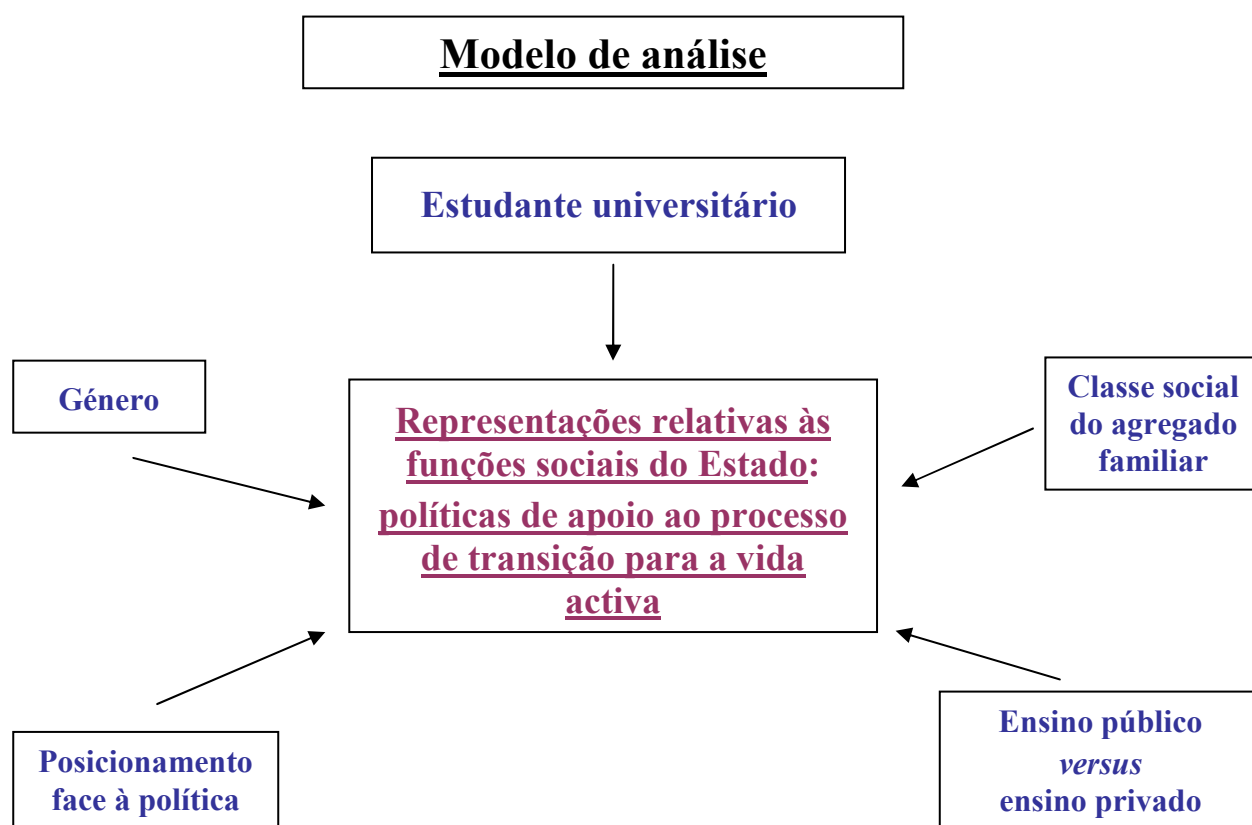 Modelo de análise
Estudante universitário
Género
Classe social
do agregado
familiar
Representações relativas às
funções sociais do Estado:
políticas de apoio ao processo
de transição para a vida
activa
Posicionamento
face à política
Ensino público
versus
ensino privado